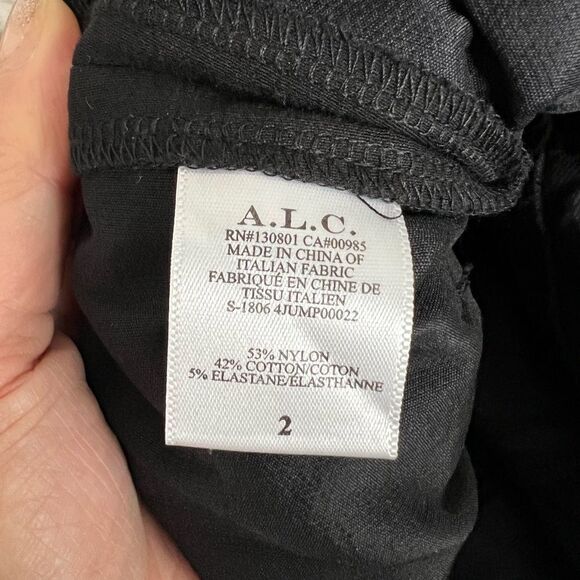 A.L.C.
RN#130801 CA#00985
MADE IN CHINA OF
ITALIAN FABRIC
FABRIQUÉ EN CHINE DE
TISSU ITALIEN
S-1806 4JUMP00022
53% NYLON
42% COTTON/COTON
5% ELASTANE/ÉLASTHANNE
2